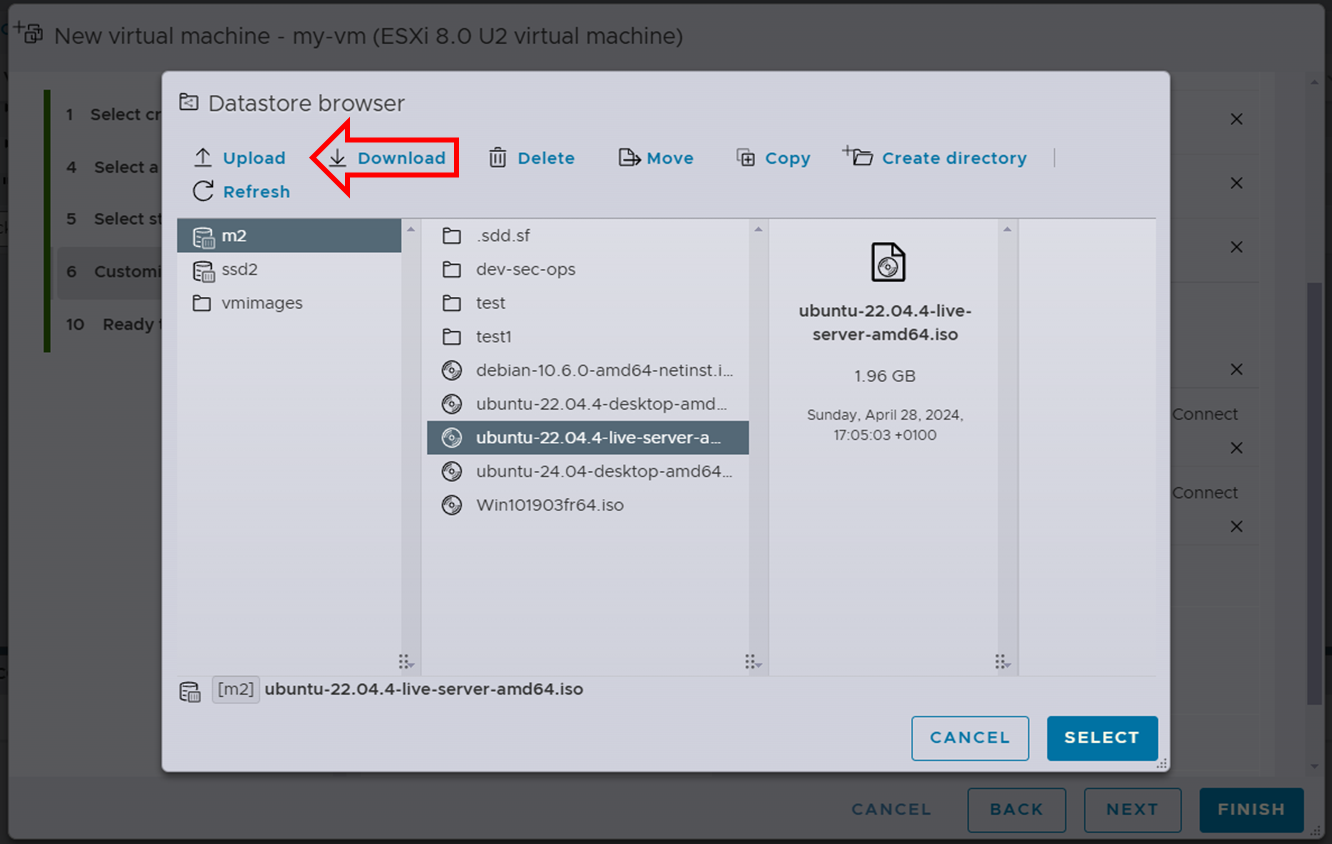 New virtual machine - my-vm (ESXi 8.0 U2 virtual machine)
Datastore browser
Upload Download Delete Move Copy Create directory
Refresh
1 Select cr
4 Select a
5 Select st
6 Customi
10 Ready t
m2
ssd2
vmimages
.sdd.sf
dev-sec-ops
test
test1
debian-10.6.0-amd64-netinst.i...
ubuntu-22.04.4-desktop-amd...
ubuntu-22.04.4-live-server-a...
ubuntu-24.04-desktop-amd64...
Win101903fr64.iso
ubuntu-22.04.4-live-
server-amd64.iso
1.96 GB
Sunday, April 28, 2024,
17:05:03 +0100
Connect
Connect
[m2] ubuntu-22.04.4-live-server-amd64.iso
CANCEL SELECT
CANCEL BACK NEXT FINISH